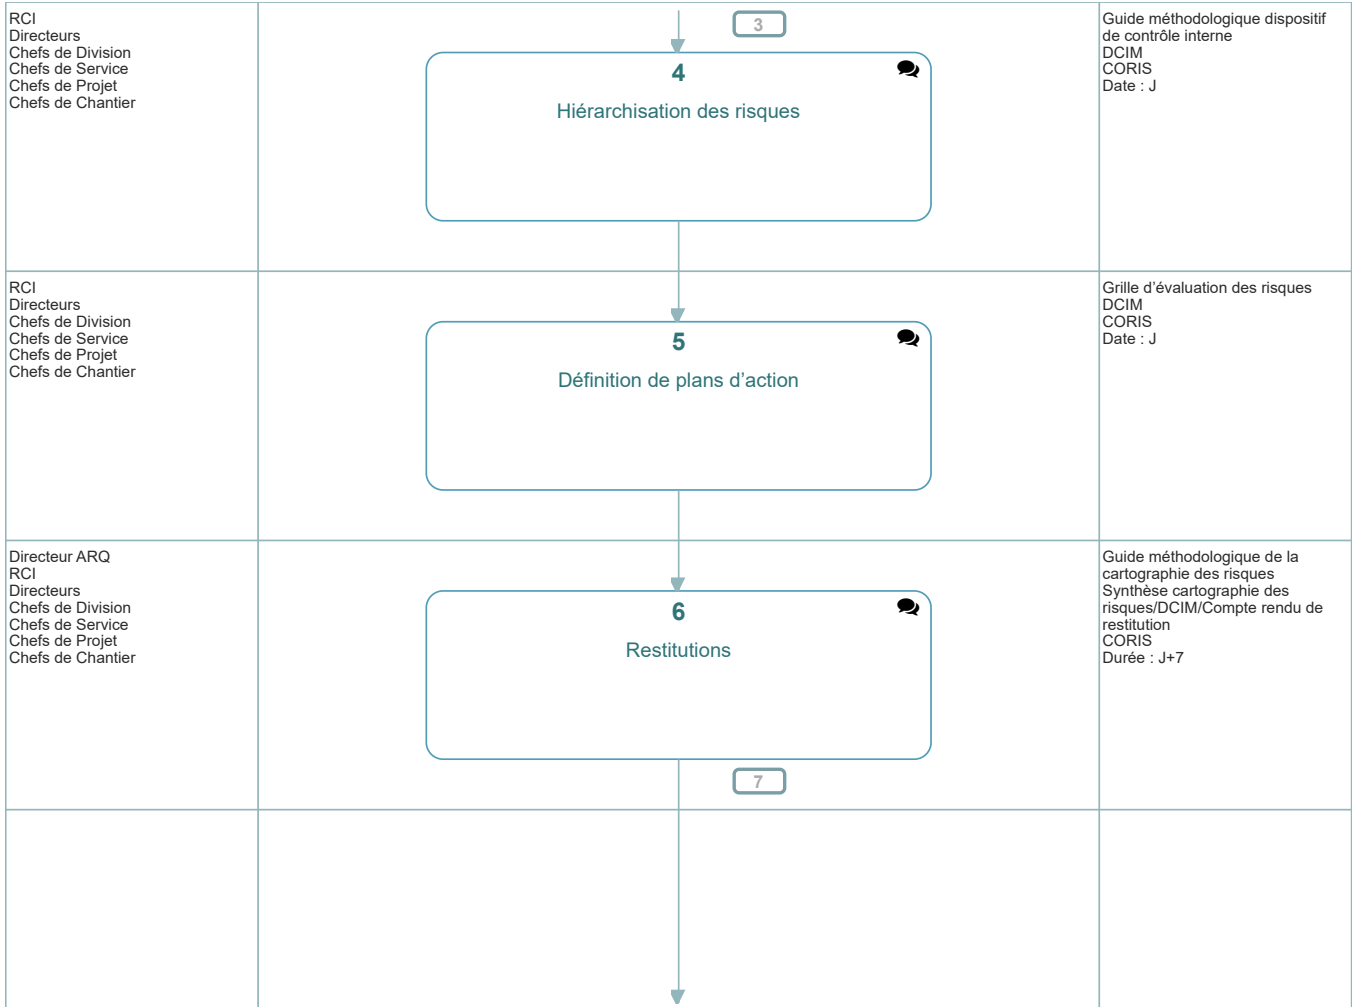 RCI
Directeurs
Chefs de Division
Chefs de Service
Chefs de Projet
Chefs de Chantier
3
4
Hiérarchisation des risques
Guide méthodologique dispositif
de contrôle interne
DCIM
CORIS
Date : J
RCI
Directeurs
Chefs de Division
Chefs de Service
Chefs de Projet
Chefs de Chantier
5
Définition de plans d’action
Grille d’évaluation des risques
DCIM
CORIS
Date : J
Directeur ARQ
RCI
Directeurs
Chefs de Division
Chefs de Service
Chefs de Projet
Chefs de Chantier
6
Restitutions
7
Guide méthodologique de la
cartographie des risques
Synthèse cartographie des
risques/DCIM/Compte rendu de
restitution
CORIS
Durée : J+7